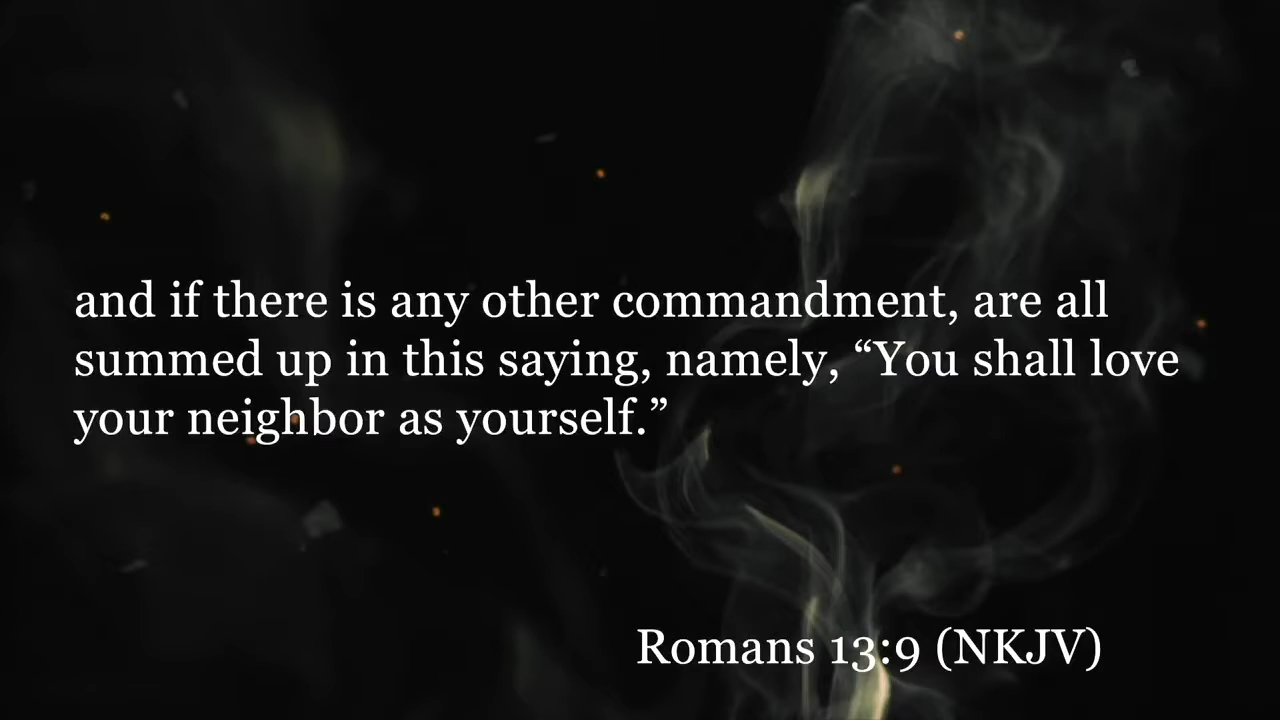 and if there is any other commandment, are all
summed up in this saying, namely, “You shall love
your neighbor as yourself.”
Romans 13:9 (NKJV)